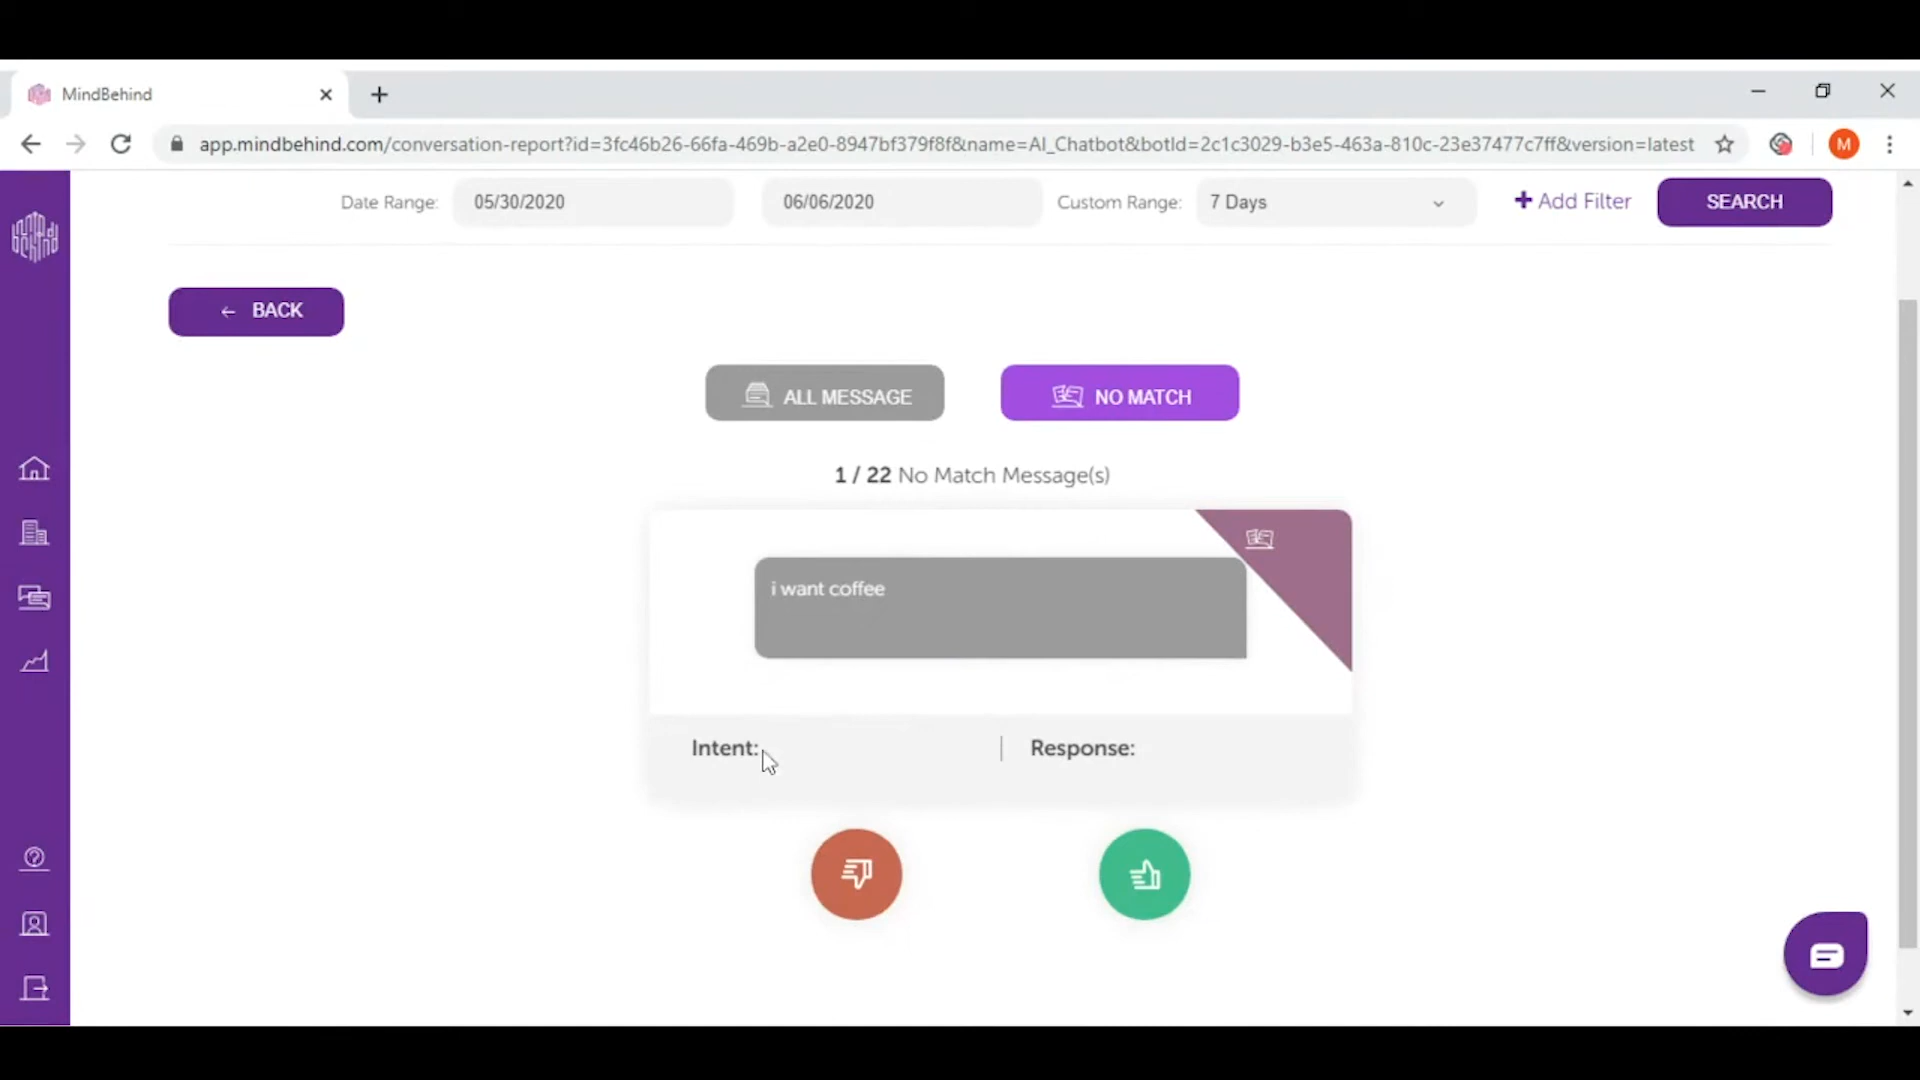 MindBehind
app.mindbehind.com/conversation-report?id=3fc46b26-66fa-469b-a2e0-8947bf379f8f&name=AI_Chatbot&botId=2c1c3029-b3e5-463a-810c-23e37477c7ff&version=latest
M
Date Range: 05/30/2020 06/06/2020 Custom Range: 7 Days + Add Filter SEARCH
mind behind
← BACK
ALL MESSAGE NO MATCH
1 / 22 No Match Message(s)
i want coffee
Intent: | Response: